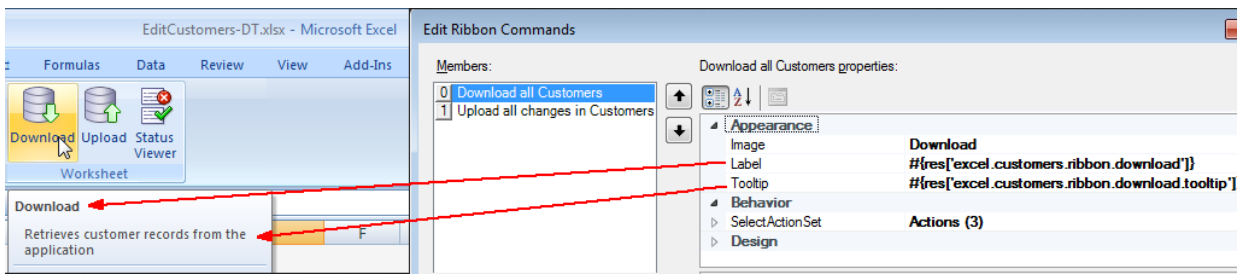 EditCustomers-DT.xlsx - Microsoft Excel
Formulas Data Review View Add-Ins
Download Upload Status Viewer
Worksheet
Download
Retrieves customer records from the
application
F
Edit Ribbon Commands
Members:
0 Download all Customers
1 Upload all changes in Customers
Download all Customers properties:
A Z
Appearance
Image Download
Label #{res['excel.customers.ribbon.download']}
Tooltip #{res['excel.customers.ribbon.download.tooltip']}
Behavior
SelectActionSet Actions (3)
Design